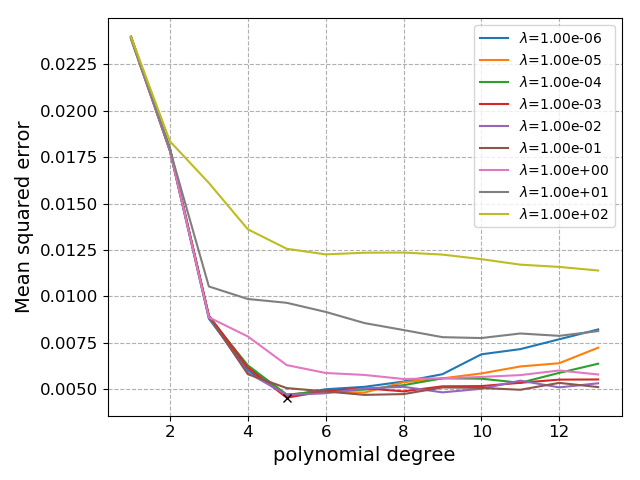 Mean squared error
0.0225
0.0200
0.0175
0.0150
0.0125
0.0100
0.0075
0.0050
λ=1.00e-06
λ=1.00e-05
λ=1.00e-04
λ=1.00e-03
λ=1.00e-02
λ=1.00e-01
λ=1.00e+00
λ=1.00e+01
λ=1.00e+02
2 4 6 8 10 12
polynomial degree